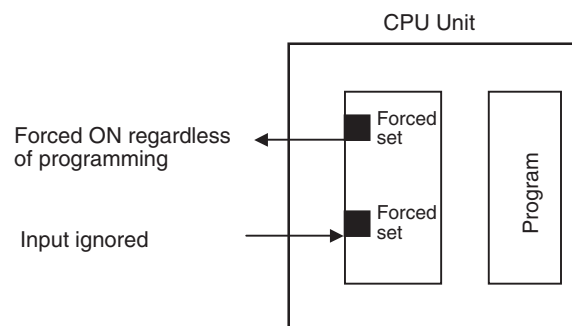 CPU Unit
Forced ON regardless
of programming
Forced
set
Input ignored
Forced
set
Program